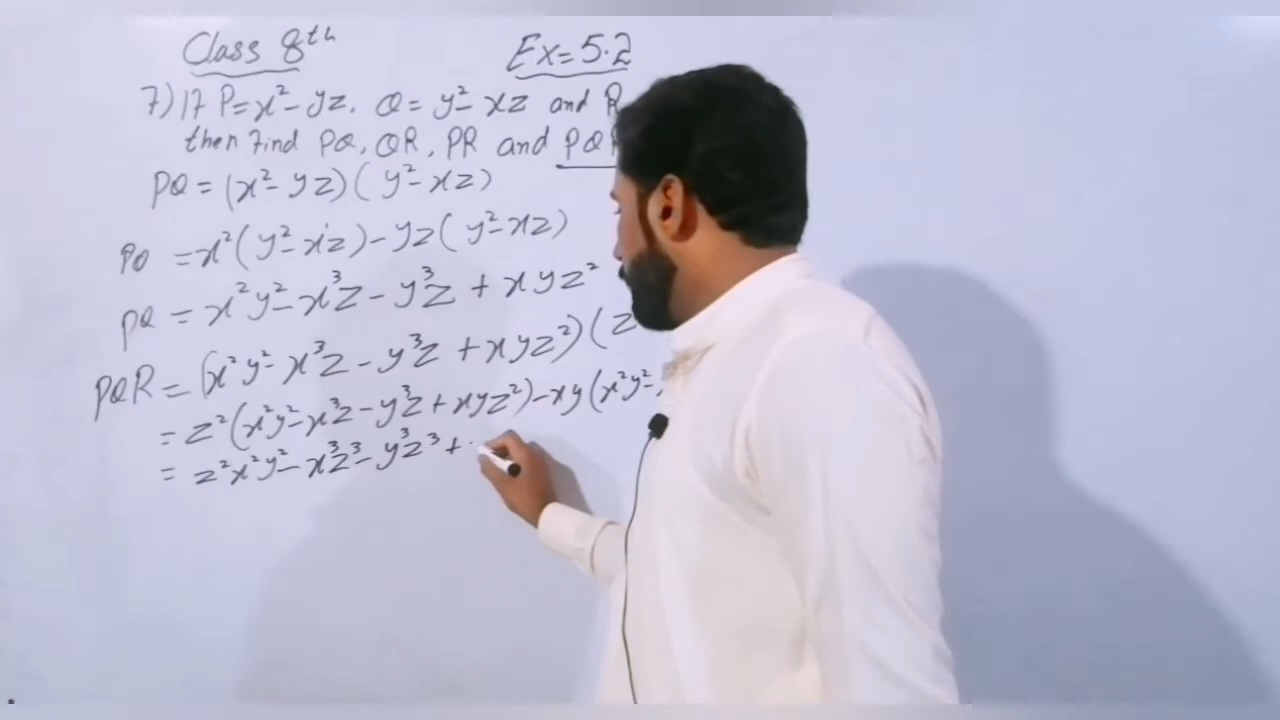 Class 8th Ex=5.2
7) If P=x²-yz, Q= y²-xz and R
then Find PQ, QR, PR and PQR
PQ = (x²-yz)(y²-xz)
PQ =x²(y²-xz)-yz(y²-xz)
PQ = x²y²-x³z-y³z+xyz²
PQR = (x²y²-x³z-y³z+xyz²)(z
= z²(x²y²-x³z-y³z+xyz²)-xy(x²y²-
= z²x²y²-x³z³-y³z³+